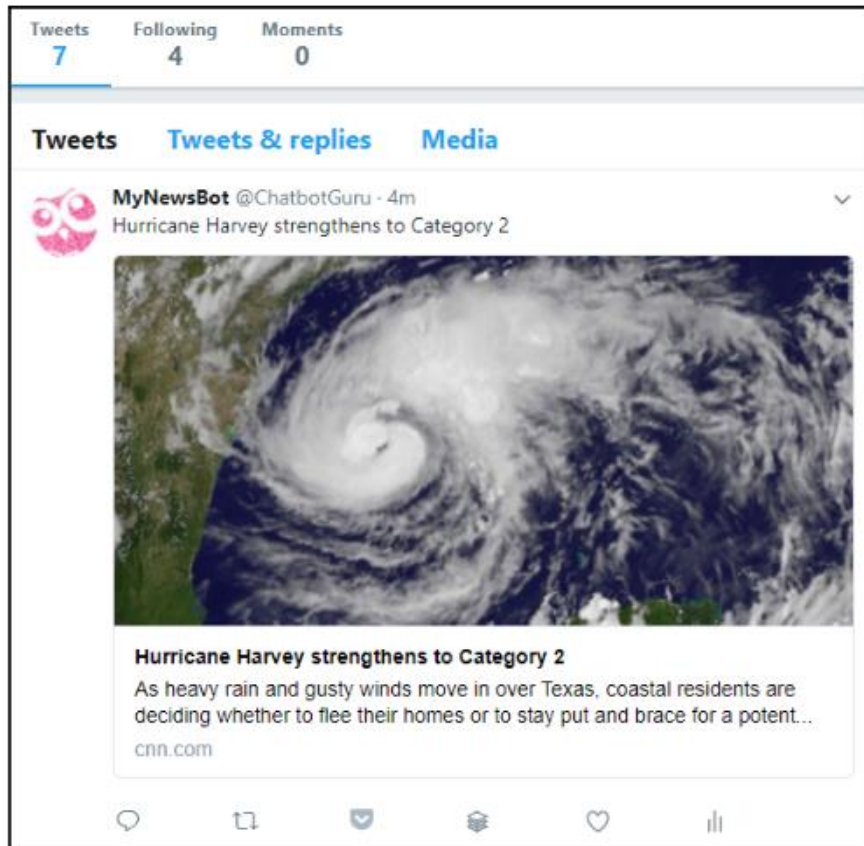 Tweets Following Moments
7 4 0
Tweets Tweets & replies Media
MyNewsBot @ChatbotGuru · 4m
Hurricane Harvey strengthens to Category 2
Hurricane Harvey strengthens to Category 2
As heavy rain and gusty winds move in over Texas, coastal residents are
deciding whether to flee their homes or to stay put and brace for a potent...
cnn.com